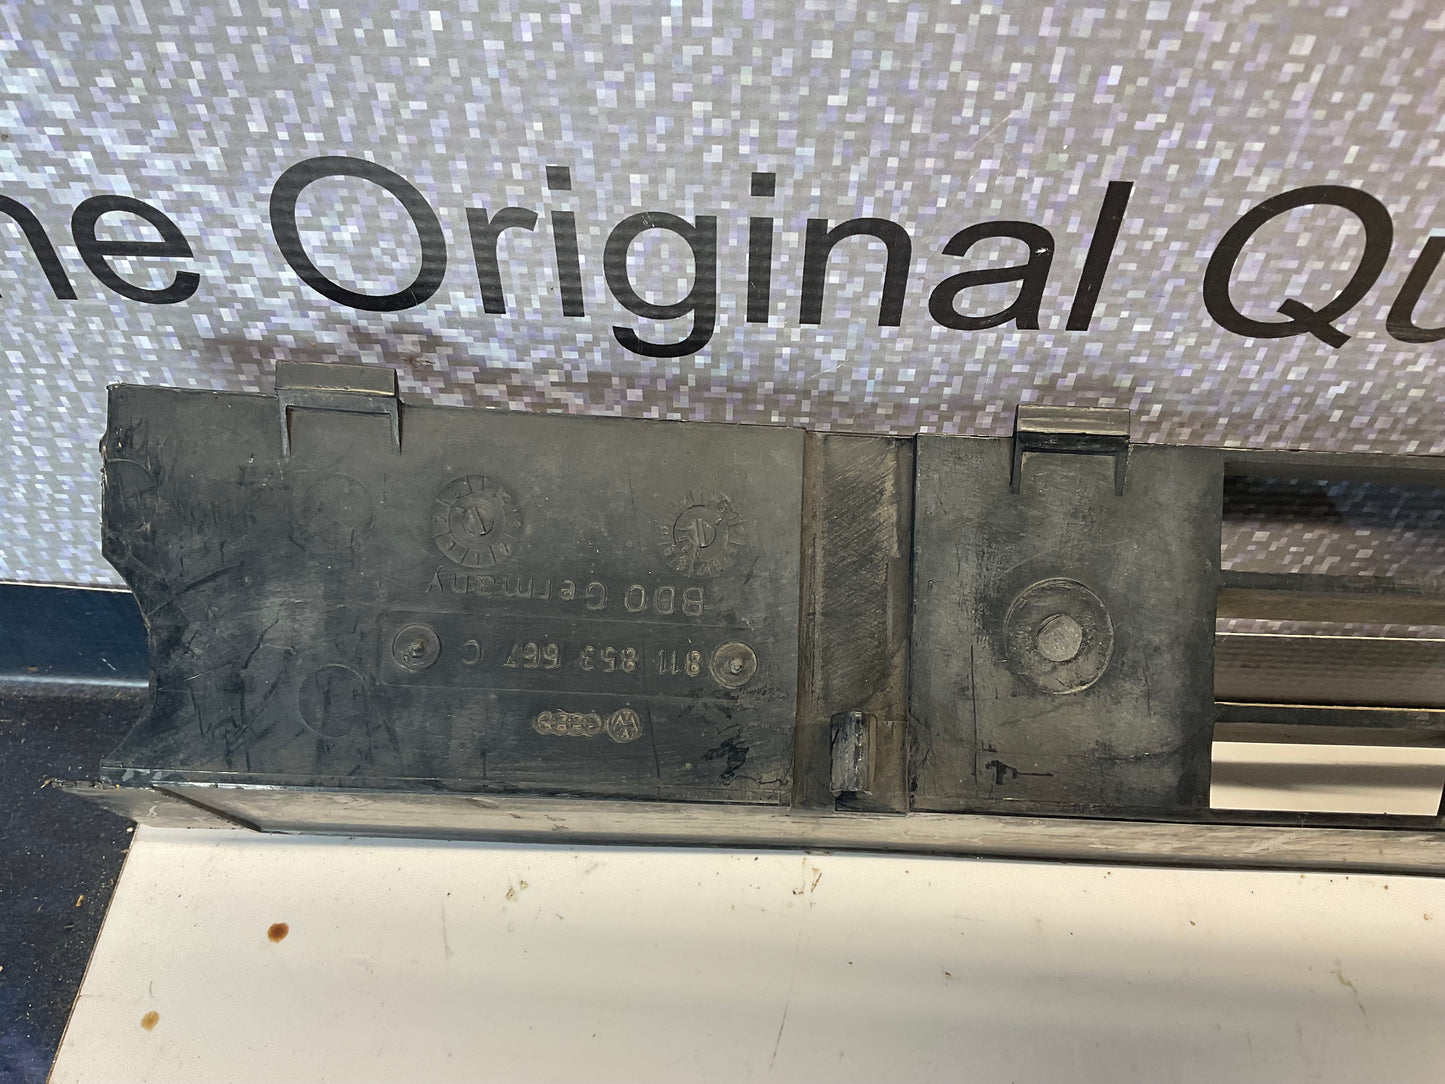 he Original Qu
811 853 667 C
BDO Germany